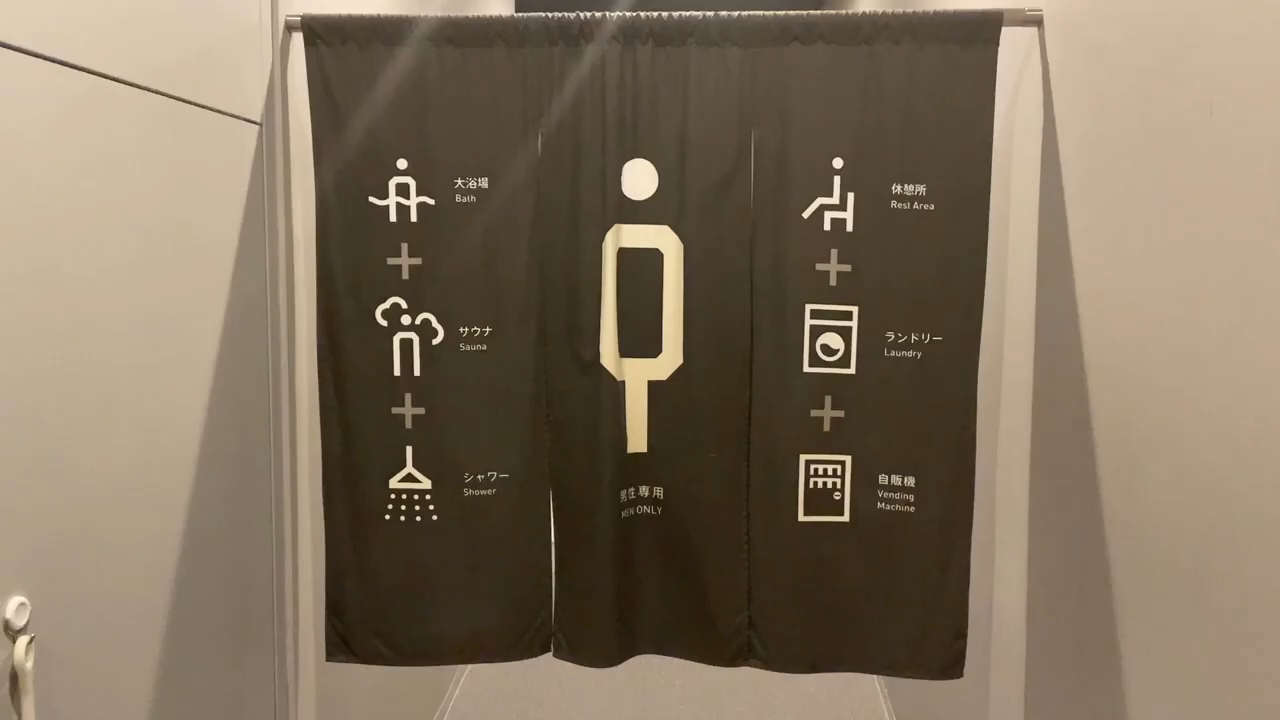 大浴場
Bath
サウナ
Sauna
シャワー
Shower
男性専用
MEN ONLY
休憩所
Rest Area
ランドリー
Laundry
自販機
Vending
Machine